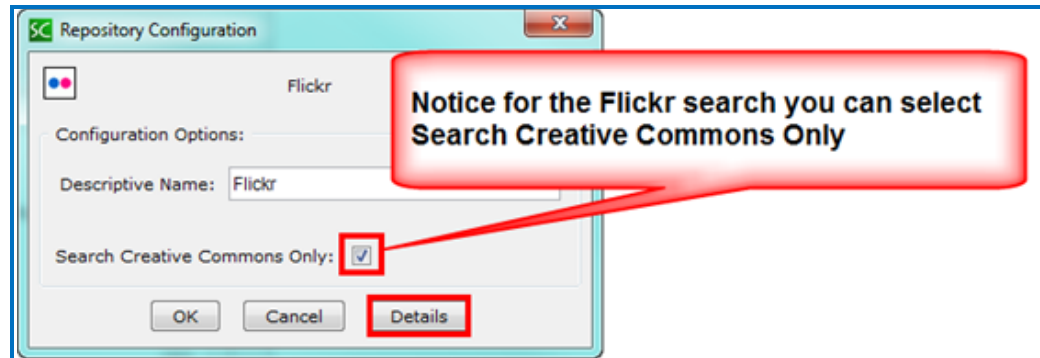 SC Repository Configuration
x
Flickr
Notice for the Flickr search you can select
Search Creative Commons Only
Configuration Options:
Descriptive Name: Flickr
Search Creative Commons Only:
OK Cancel Details